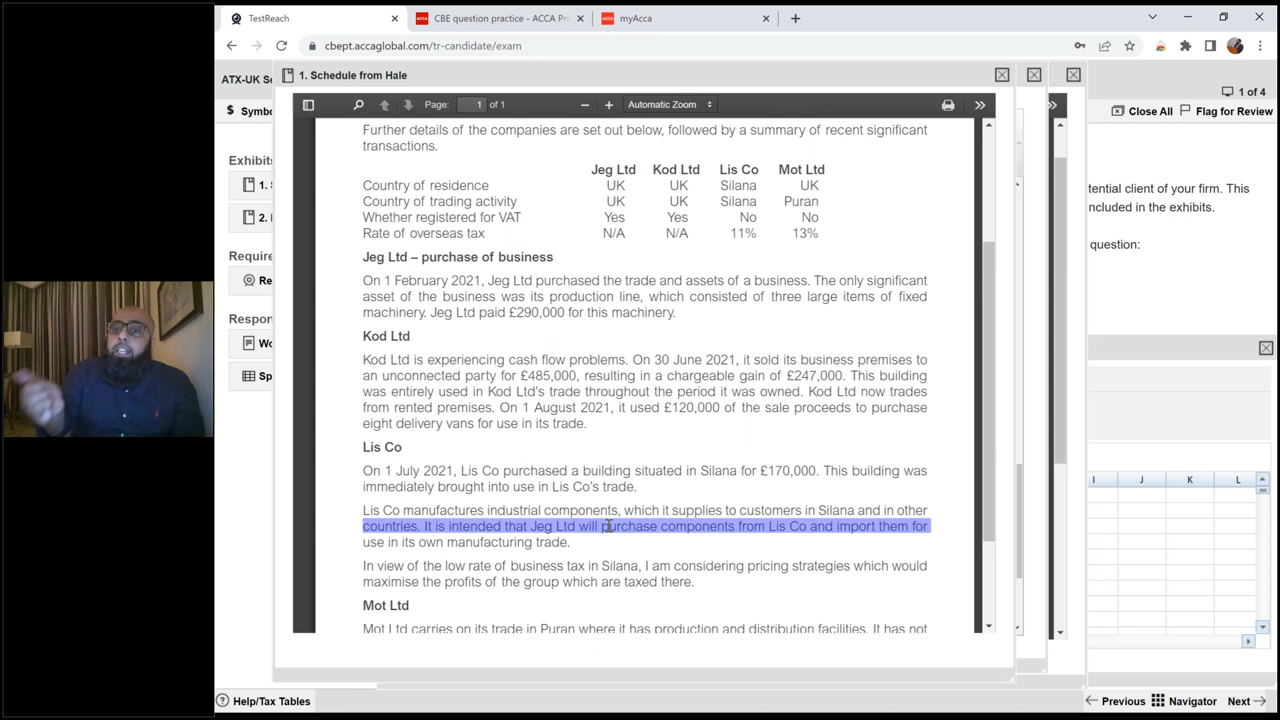 TestReach
CBE question practice - ACCA Pra
myAcca
cbept.accaglobal.com/tr-candidate/exam
ATX-UK Se
1. Schedule from Hale
1 of 4
$ Symbo
Page: 1 of 1
Automatic Zoom
Close All
Flag for Review
Further details of the companies are set out below, followed by a summary of recent significant
transactions.
Exhibits
Jeg Ltd Kod Ltd Lis Co Mot Ltd
1. S
Country of residence UK UK Silana UK
tential client of your firm. This
Country of trading activity UK UK Silana Puran
ncluded in the exhibits.
2.
Whether registered for VAT Yes Yes No No
Rate of overseas tax N/A N/A 11% 13%
question:
Require
Jeg Ltd – purchase of business
Re
On 1 February 2021, Jeg Ltd purchased the trade and assets of a business. The only significant
asset of the business was its production line, which consisted of three large items of fixed
machinery. Jeg Ltd paid £290,000 for this machinery.
Respon
Kod Ltd
Wo
Kod Ltd is experiencing cash flow problems. On 30 June 2021, it sold its business premises to
an unconnected party for £485,000, resulting in a chargeable gain of £247,000. This building
Sp
was entirely used in Kod Ltd's trade throughout the period it was owned. Kod Ltd now trades
from rented premises. On 1 August 2021, it used £120,000 of the sale proceeds to purchase
eight delivery vans for use in its trade.
Lis Co
On 1 July 2021, Lis Co purchased a building situated in Silana for £170,000. This building was
immediately brought into use in Lis Co's trade.
I J K L
Lis Co manufactures industrial components, which it supplies to customers in Silana and in other
countries. It is intended that Jeg Ltd will purchase components from Lis Co and import them for
use in its own manufacturing trade.
In view of the low rate of business tax in Silana, I am considering pricing strategies which would
maximise the profits of the group which are taxed there.
Mot Ltd
Mot Ltd carries on its trade in Puran where it has production and distribution facilities. It has not
Help/Tax Tables
Previous
Navigator
Next